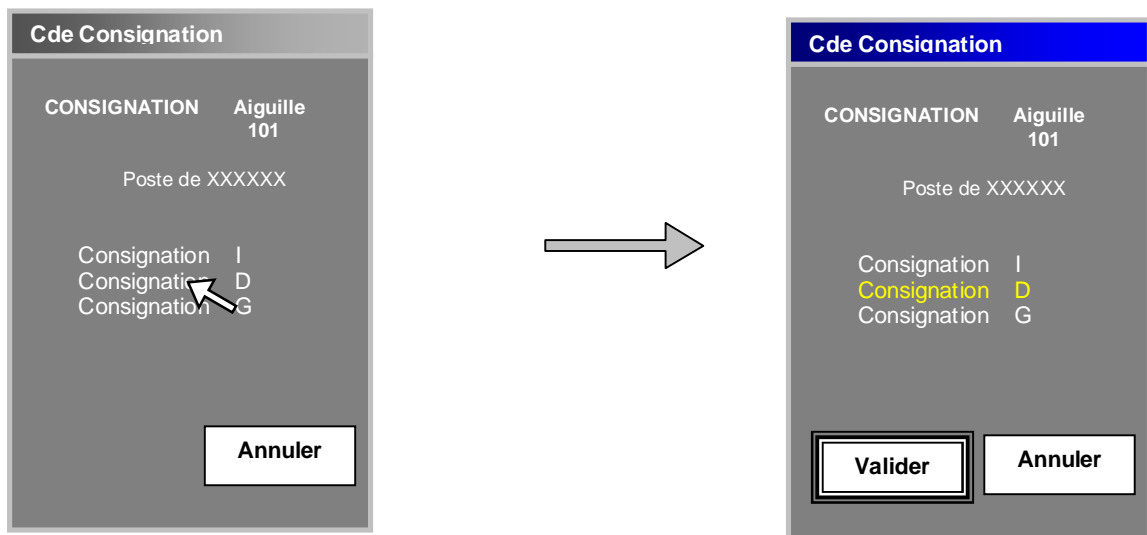 Cde Consignation
CONSIGNATION Aiguille
101
Poste de XXXXXX
Consignation I
Consignation D
Consignation G
Annuler
Cde Consignation
CONSIGNATION Aiguille
101
Poste de XXXXXX
Consignation I
Consignation D
Consignation G
Valider Annuler